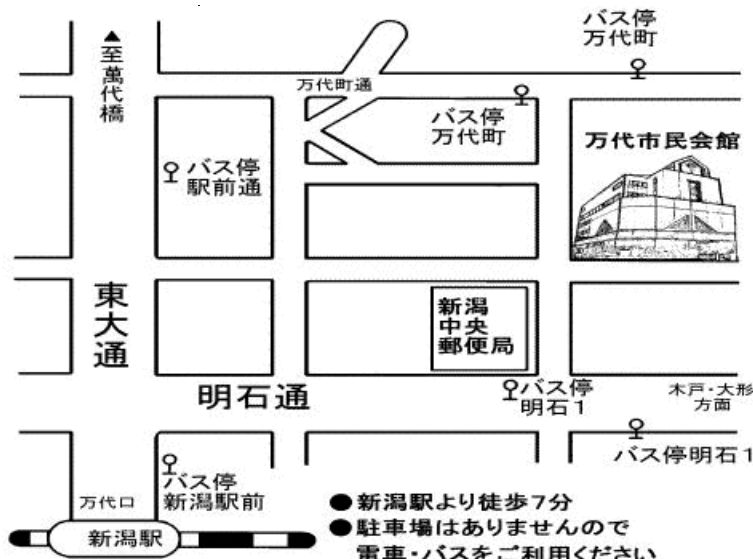 バス停
万代町
▲至萬代橋
万代町通
バス停
万代町
万代市民会館
バス停
駅前通
東大通
新潟
中央
郵便局
明石通
バス停
明石1
木戸・大形
方面
バス停明石1
バス停
新潟駅前
万代口
新潟駅
●新潟駅より徒歩7分
●駐車場はありませんので
電車・バスをご利用ください